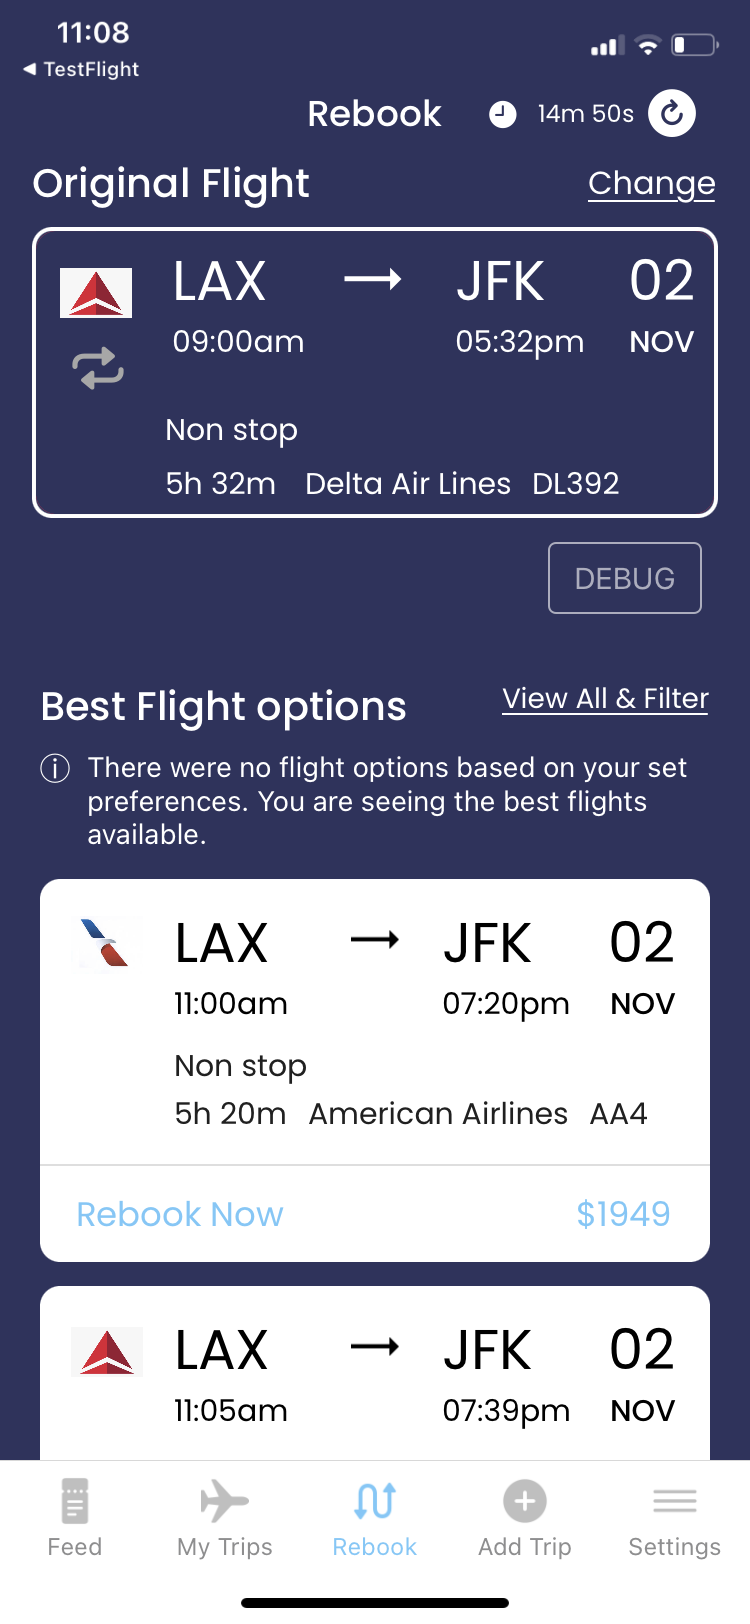 11:08
◀ TestFlight
Rebook 14m 50s
Original Flight Change
LAX → JFK 02
09:00am 05:32pm NOV
Non stop
5h 32m Delta Air Lines DL392
DEBUG
Best Flight options View All & Filter
There were no flight options based on your set
preferences. You are seeing the best flights
available.
LAX → JFK 02
11:00am 07:20pm NOV
Non stop
5h 20m American Airlines AA4
Rebook Now $1949
LAX → JFK 02
11:05am 07:39pm NOV
Feed My Trips Rebook Add Trip Settings